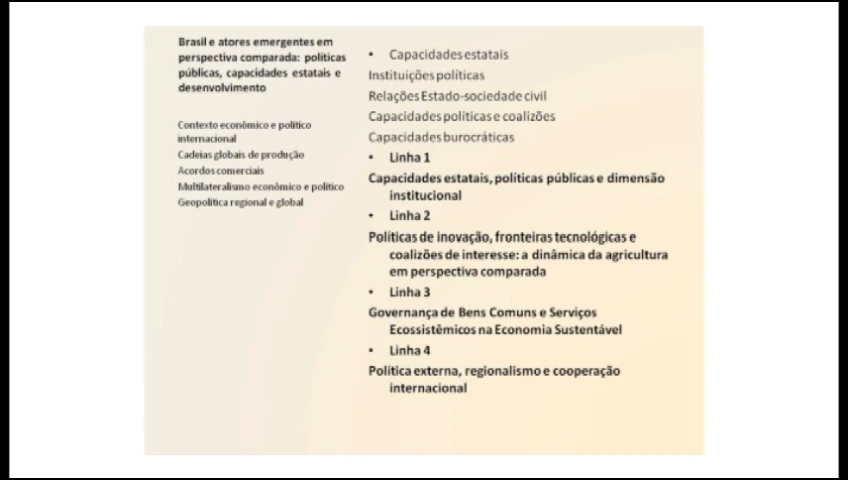 Brasil e atores emergentes em
perspectiva comparada: políticas
públicas, capacidades estatais e
desenvolvimento
Contexto econômico e político
internacional
Cadeias globais de produção
Acordos comerciais
Multilateralismo econômico e político
Geopolítica regional e global
• Capacidades estatais
Instituições políticas
Relações Estado-sociedade civil
Capacidades políticas e coalizões
Capacidades burocráticas
• Linha 1
Capacidades estatais, políticas públicas e dimensão
institucional
• Linha 2
Políticas de inovação, fronteiras tecnológicas e
coalizões de interesse: a dinâmica da agricultura
em perspectiva comparada
• Linha 3
Governança de Bens Comuns e Serviços
Ecossistêmicos na Economia Sustentável
• Linha 4
Política externa, regionalismo e cooperação
internacional